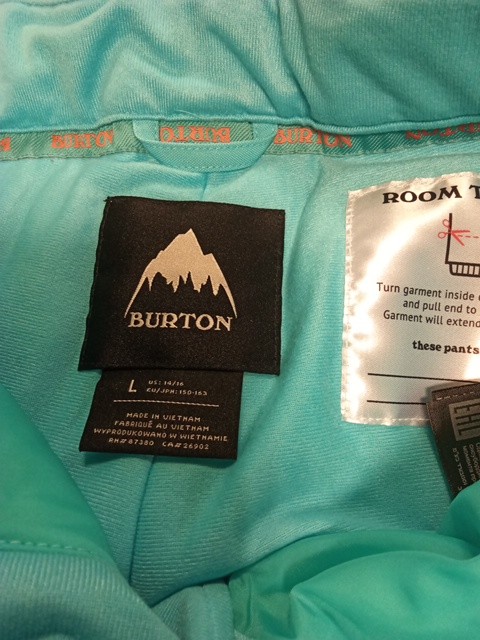 BURTON
BURTON
BURTON
L US: 14/16
EU/JPN: 150-163
MADE IN VIETNAM
FABRIQUÉ AU VIETNAM
WYPRODUKOWANO W WIETNAMIE
RN#87380 CA#26902
ROOM T
Turn garment inside
and pull end to
Garment will extend
these pants